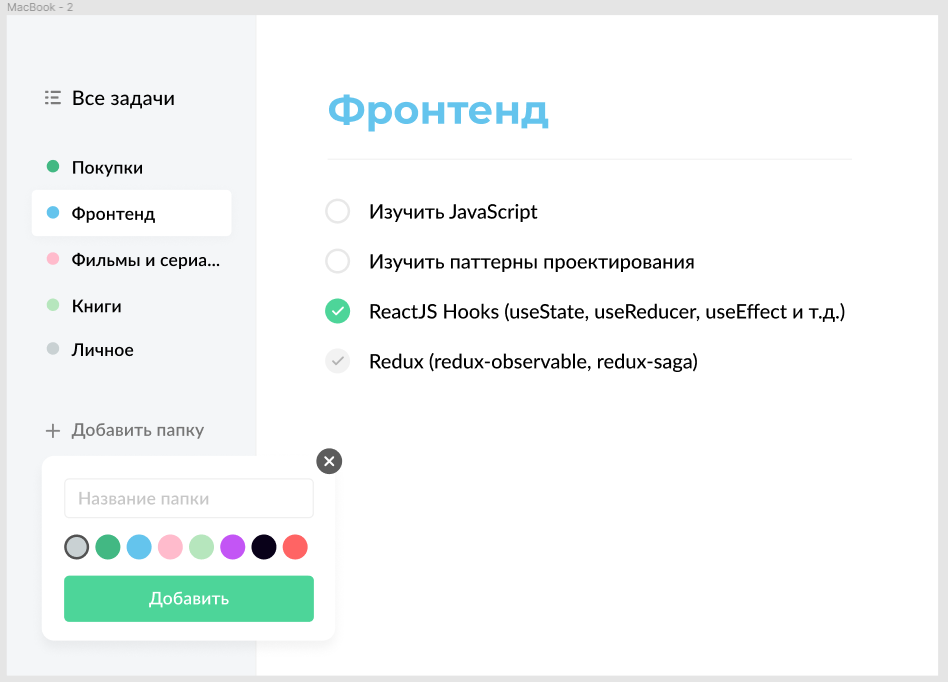 MacBook - 2
Все задачи
Покупки
Фронтенд
Фильмы и сериа...
Книги
Личное
Добавить папку
Название папки
Добавить
Фронтенд
Изучить JavaScript
Изучить паттерны проектирования
ReactJS Hooks (useState, useReducer, useEffect и т.д.)
Redux (redux-observable, redux-saga)